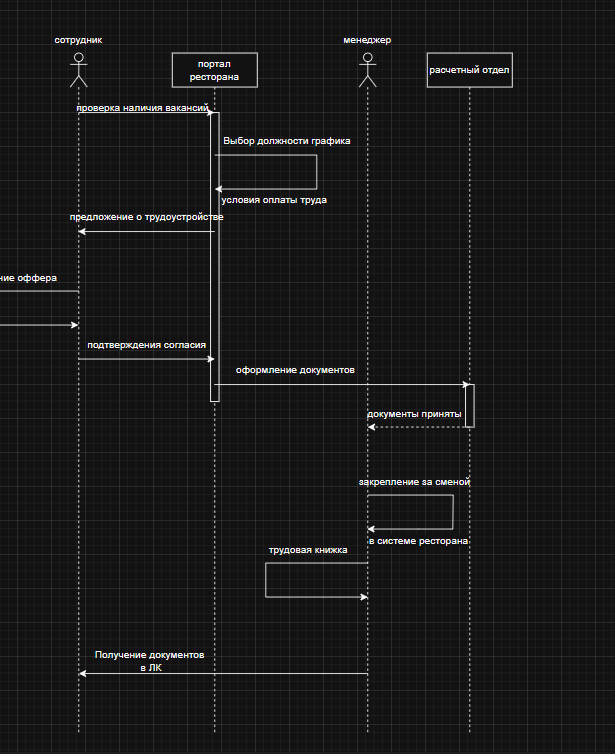 сотрудник
менеджер
портал
ресторана
расчетный отдел
проверка наличия вакансий
Выбор должности графика
условия оплаты труда
предложение о трудоустройстве
ние оффера
подтверждения согласия
оформление документов
документы приняты
закрепление за сменой
в системе ресторана
трудовая книжка
Получение документов
в ЛК